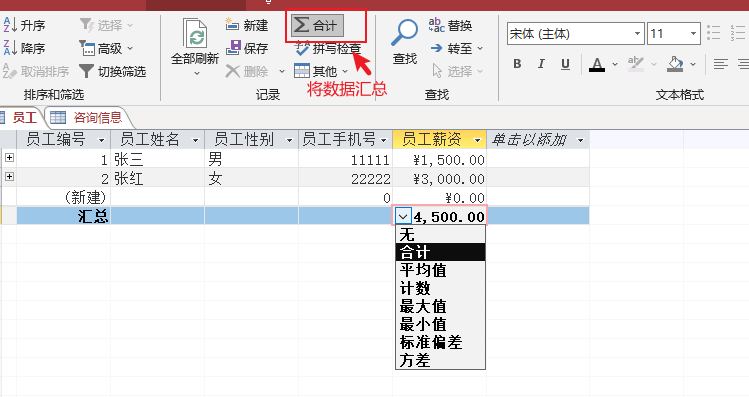 升序 选择 新建 合计 替换 宋体 (主体) 11
降序 高级 全部刷新 保存 拼写检查 查找 转至 B I U A
取消排序 切换筛选 删除 其他 选择
排序和筛选 记录 查找 文本格式
将数据汇总
员工 咨询信息
员工编号 员工姓名 员工性别 员工手机号 员工薪资 单击以添加
1 张三 男 11111 ¥1,500.00
2 张红 女 22222 ¥3,000.00
(新建) 0 ¥0.00
汇总 4,500.00
无
合计
平均值
计数
最大值
最小值
标准偏差
方差